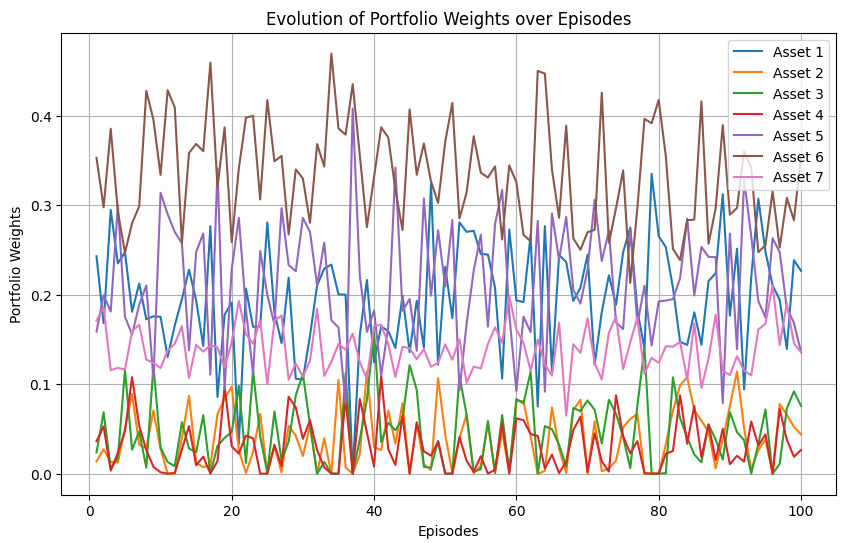 Evolution of Portfolio Weights over Episodes
Portfolio Weights
0.4
0.3
0.2
0.1
0.0
Asset 1
Asset 2
Asset 3
Asset 4
Asset 5
Asset 6
Asset 7
0
20
40
60
80
100
Episodes